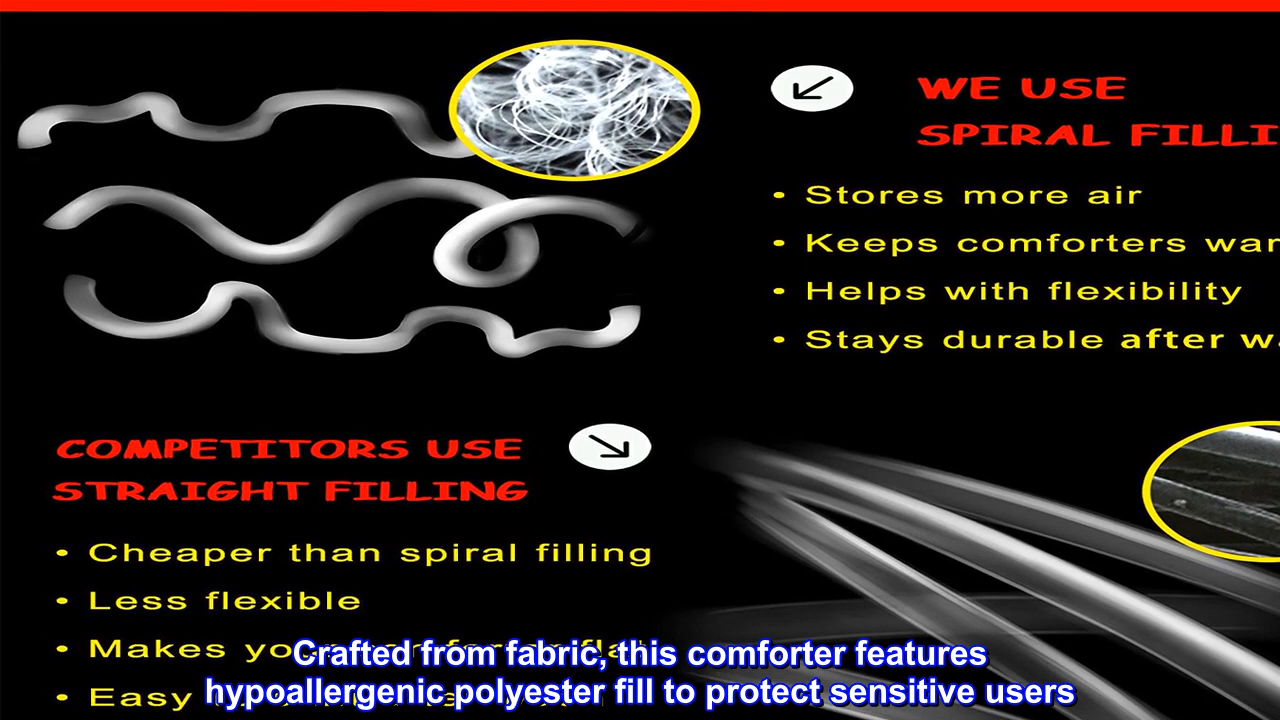 WE USE
SPIRAL FILLI
• Stores more air
• Keeps comforters war
• Helps with flexibility
• Stays durable after w
COMPETITORS USE
STRAIGHT FILLING
• Cheaper than spiral filling
• Less flexible
• Makes
• Easy
Crafted from fabric, this comforter features
hypoallergenic polyester fill to protect sensitive users